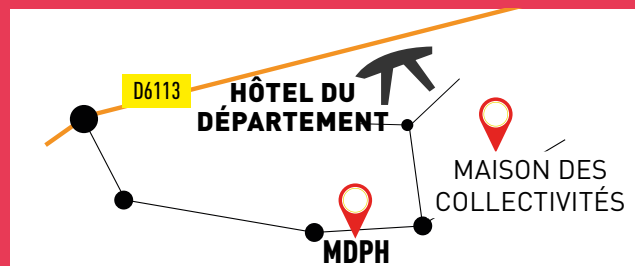 D6113
HÔTEL DU
DÉPARTEMENT
MAISON DES
COLLECTIVITÉS
MDPH